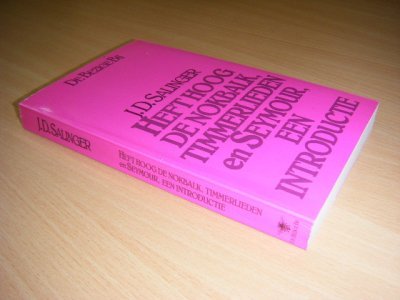 De Bezige Bij
J.D. Salinger
Heft hoog
de nokbalk,
timmerlieden
en Seymour,
een
introductie
J.D. Salinger
Heft hoog de nokbalk, timmerlieden
en Seymour, een introductie